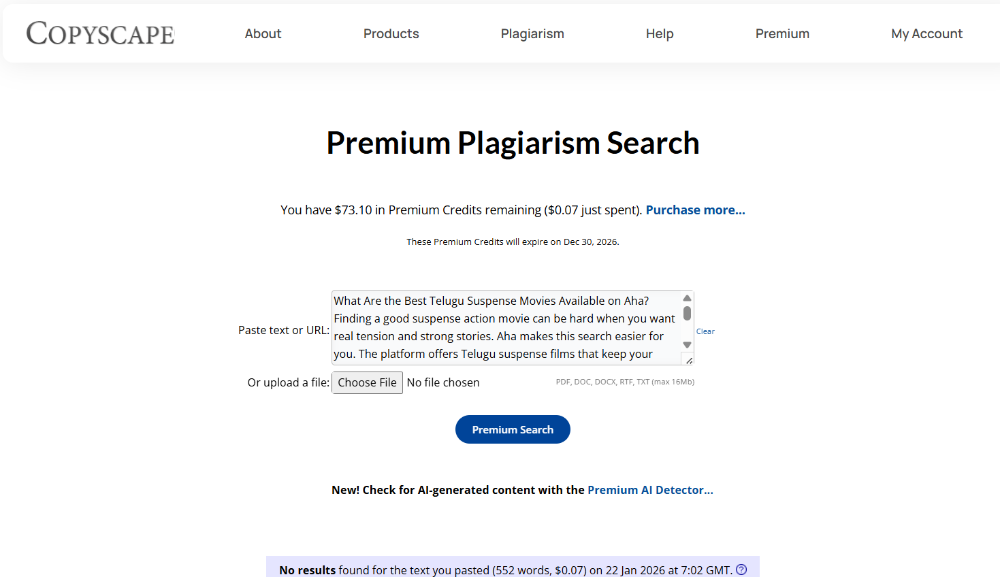 COPYSCAPE
About
Products
Plagiarism
Help
Premium
My Account
Premium Plagiarism Search
You have $73.10 in Premium Credits remaining ($0.07 just spent). Purchase more...
These Premium Credits will expire on Dec 30, 2026.
Paste text or URL:
What Are the Best Telugu Suspense Movies Available on Aha?
Finding a good suspense action movie can be hard when you want
real tension and strong stories. Aha makes this search easier for
you. The platform offers Telugu suspense films that keep your
Clear
Or upload a file: Choose File No file chosen PDF, DOC, DOCX, RTF, TXT (max 16Mb)
Premium Search
New! Check for AI-generated content with the Premium AI Detector...
No results found for the text you pasted (552 words, $0.07) on 22 Jan 2026 at 7:02 GMT. ?